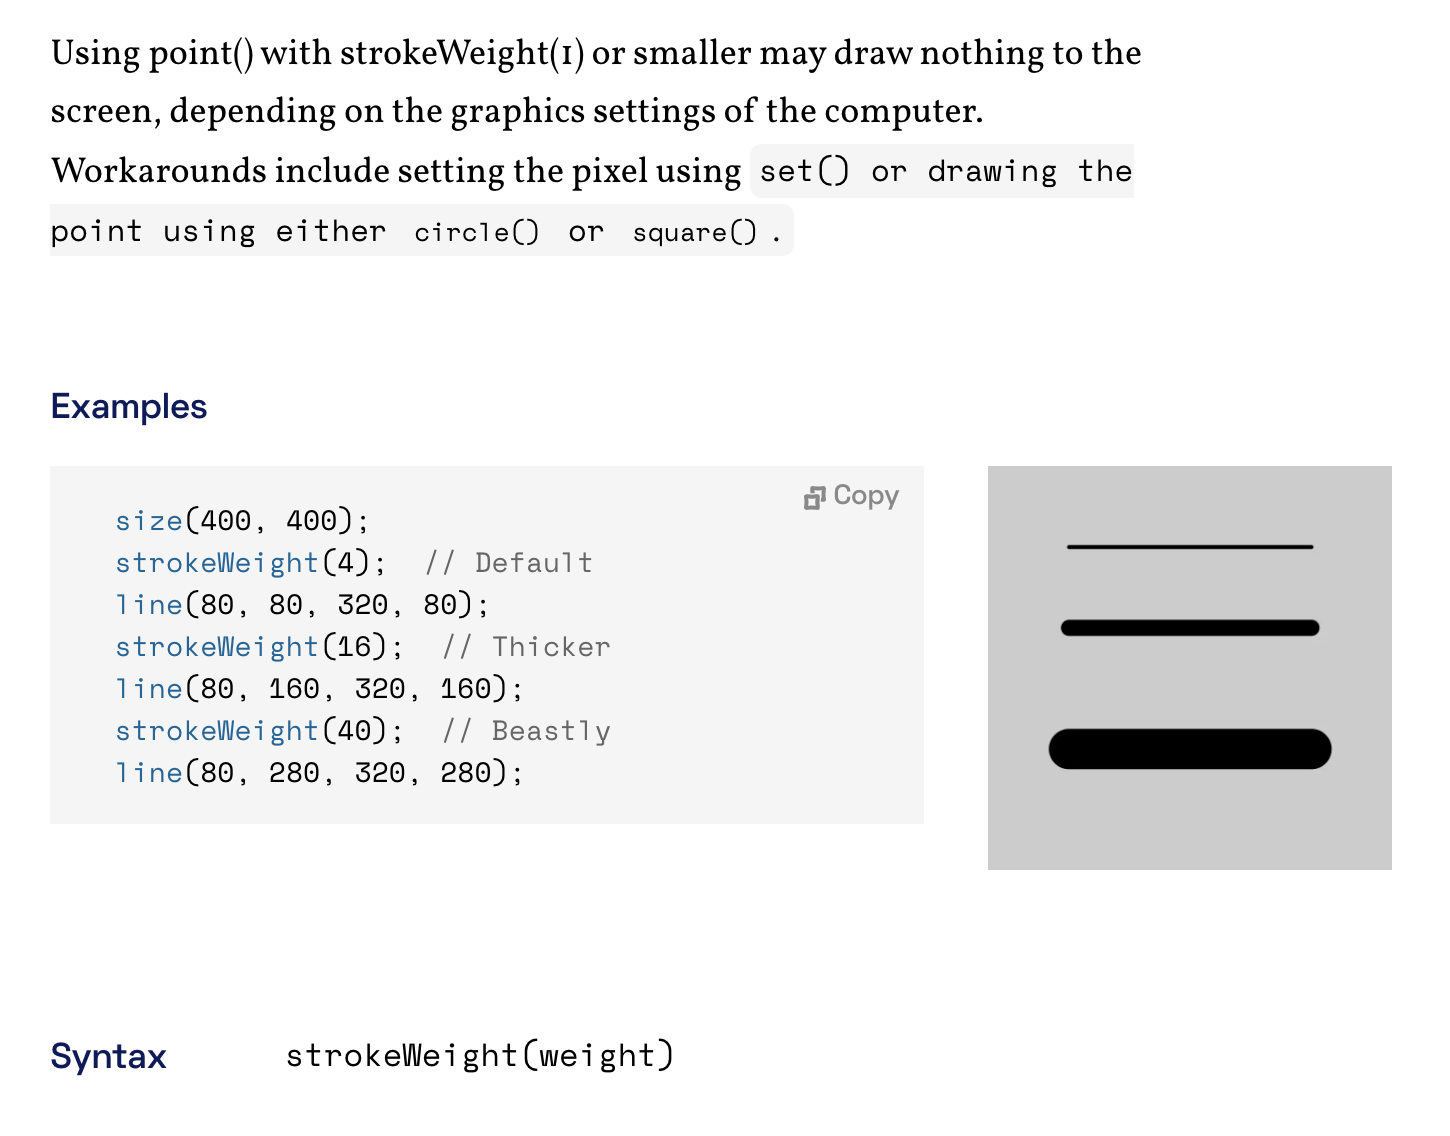 Using point() with strokeWeight(1) or smaller may draw nothing to the
screen, depending on the graphics settings of the computer.
Workarounds include setting the pixel using set() or drawing the
point using either circle() or square() .
Examples
Copy
size(400, 400);
strokeWeight(4);  // Default
line(80, 80, 320, 80);
strokeWeight(16);  // Thicker
line(80, 160, 320, 160);
strokeWeight(40);  // Beastly
line(80, 280, 320, 280);
Syntax strokeWeight(weight)